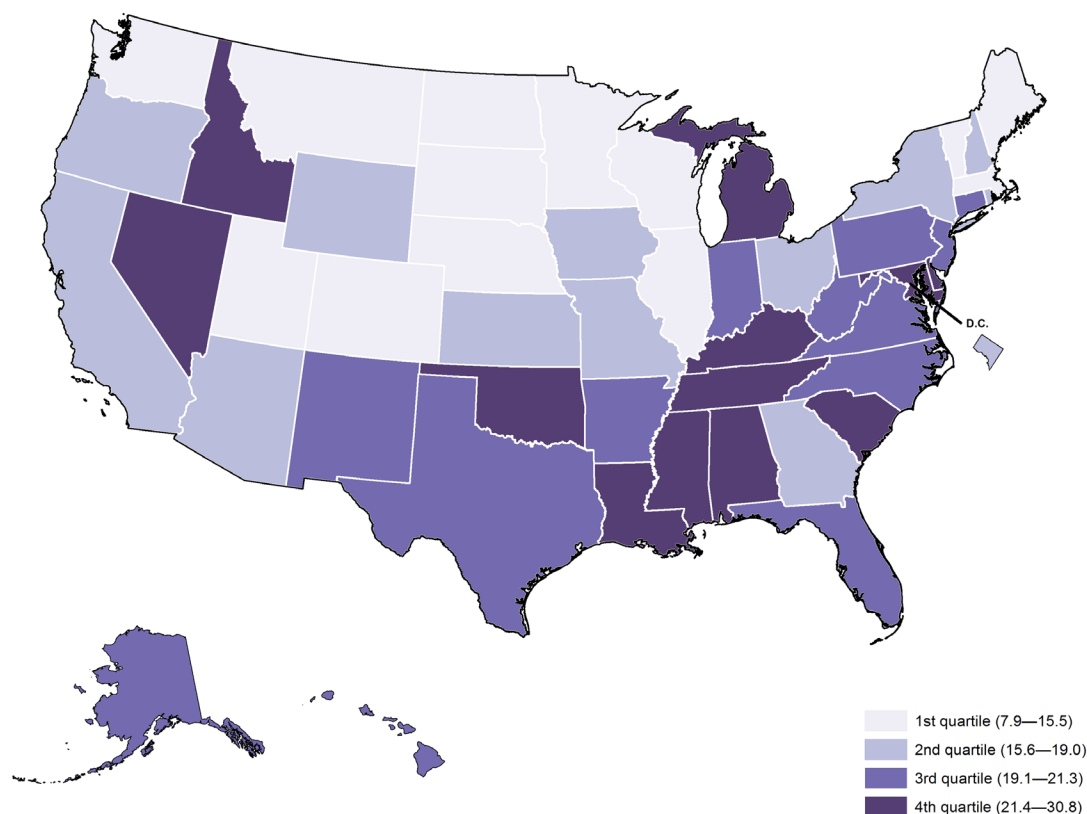 D.C.
1st quartile (7.9—15.5)
2nd quartile (15.6—19.0)
3rd quartile (19.1—21.3)
4th quartile (21.4—30.8)